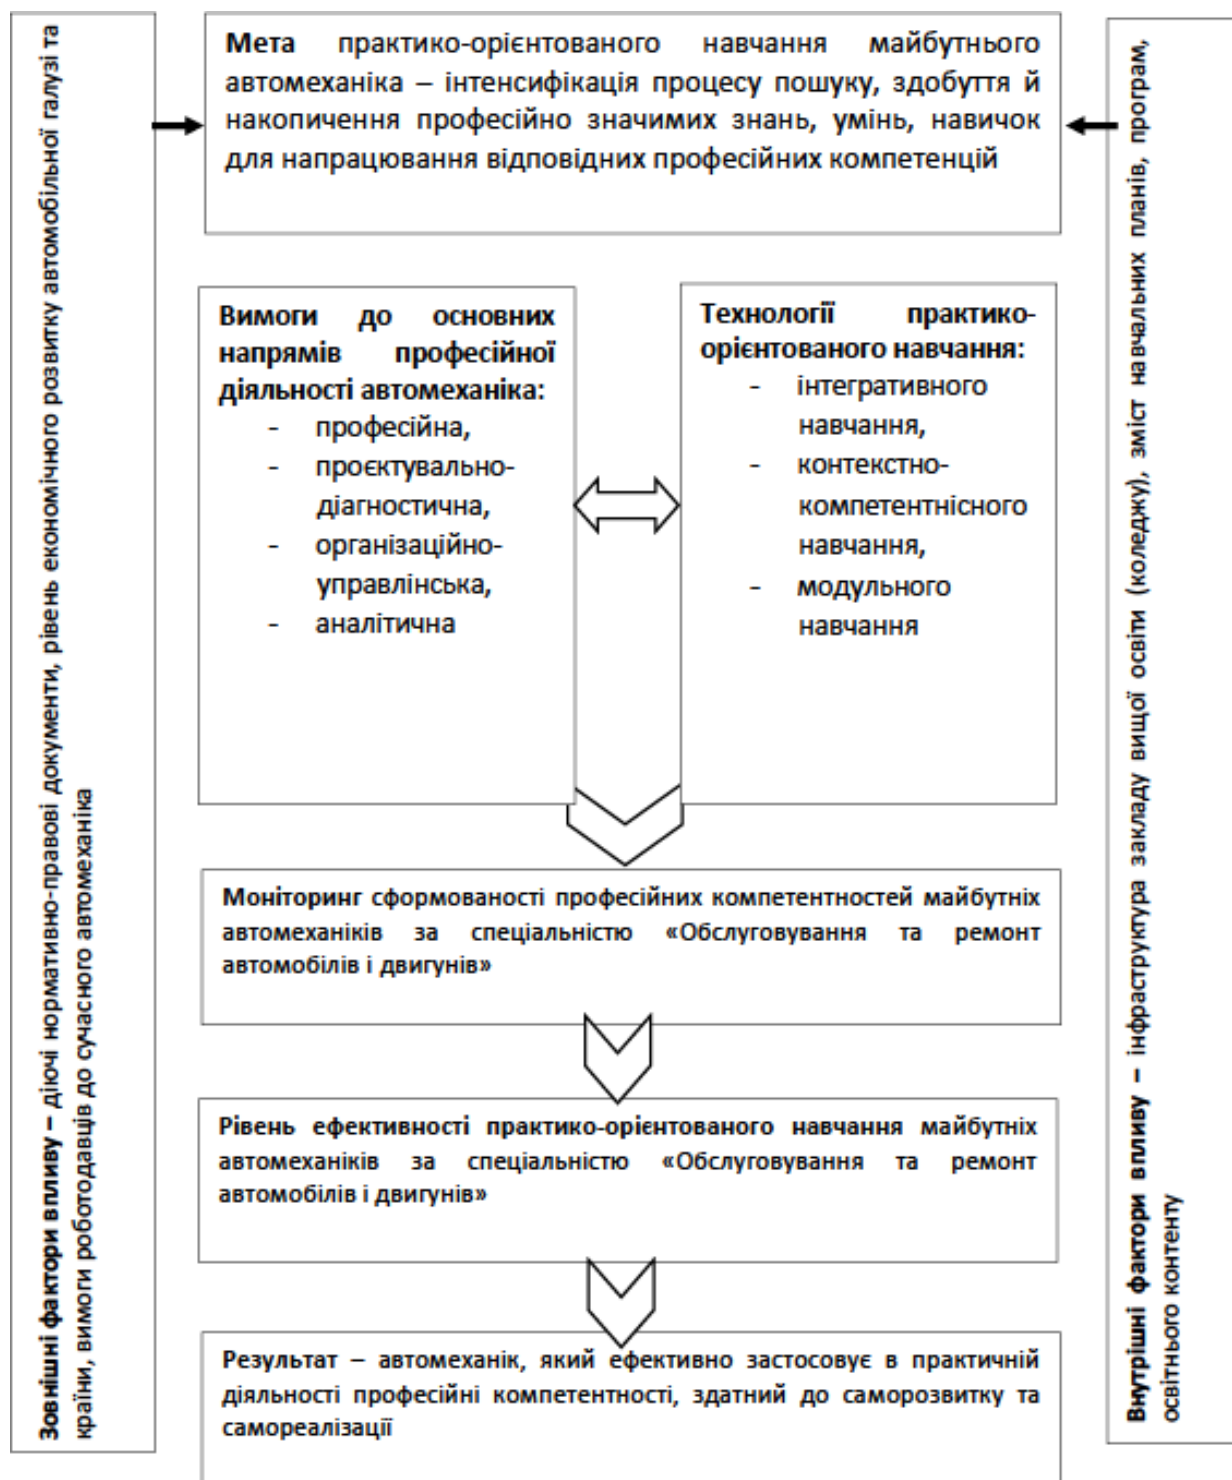 Зовнішні фактори впливу – діючі нормативно-правові документи, рівень економічного розвитку автомобільної галузі та
країни, вимоги роботодавців до сучасного автомеханіка
Мета практико-орієнтованого навчання майбутнього
автомеханіка – інтенсифікація процесу пошуку, здобуття й
накопичення професійно значимих знань, умінь, навичок
для напрацювання відповідних професійних компетенцій
Вимоги до основних
напрямів професійної
діяльності автомеханіка:
- професійна,
- проєктувально-
діагностична,
- організаційно-
управлінська,
- аналітична
Технології практико-
орієнтованого навчання:
- інтегративного
навчання,
- контекстно-
компетентнісного
навчання,
- модульного
навчання
Моніторинг сформованості професійних компетентностей майбутніх
автомеханіків за спеціальністю «Обслуговування та ремонт
автомобілів і двигунів»
Рівень ефективності практико-орієнтованого навчання майбутніх
автомеханіків за спеціальністю «Обслуговування та ремонт
автомобілів і двигунів»
Результат – автомеханік, який ефективно застосовує в практичній
діяльності професійні компетентності, здатний до саморозвитку та
самореалізації
Внутрішні фактори впливу – інфраструктура закладу вищої освіти (коледжу), зміст навчальних планів, програм,
освітнього контенту